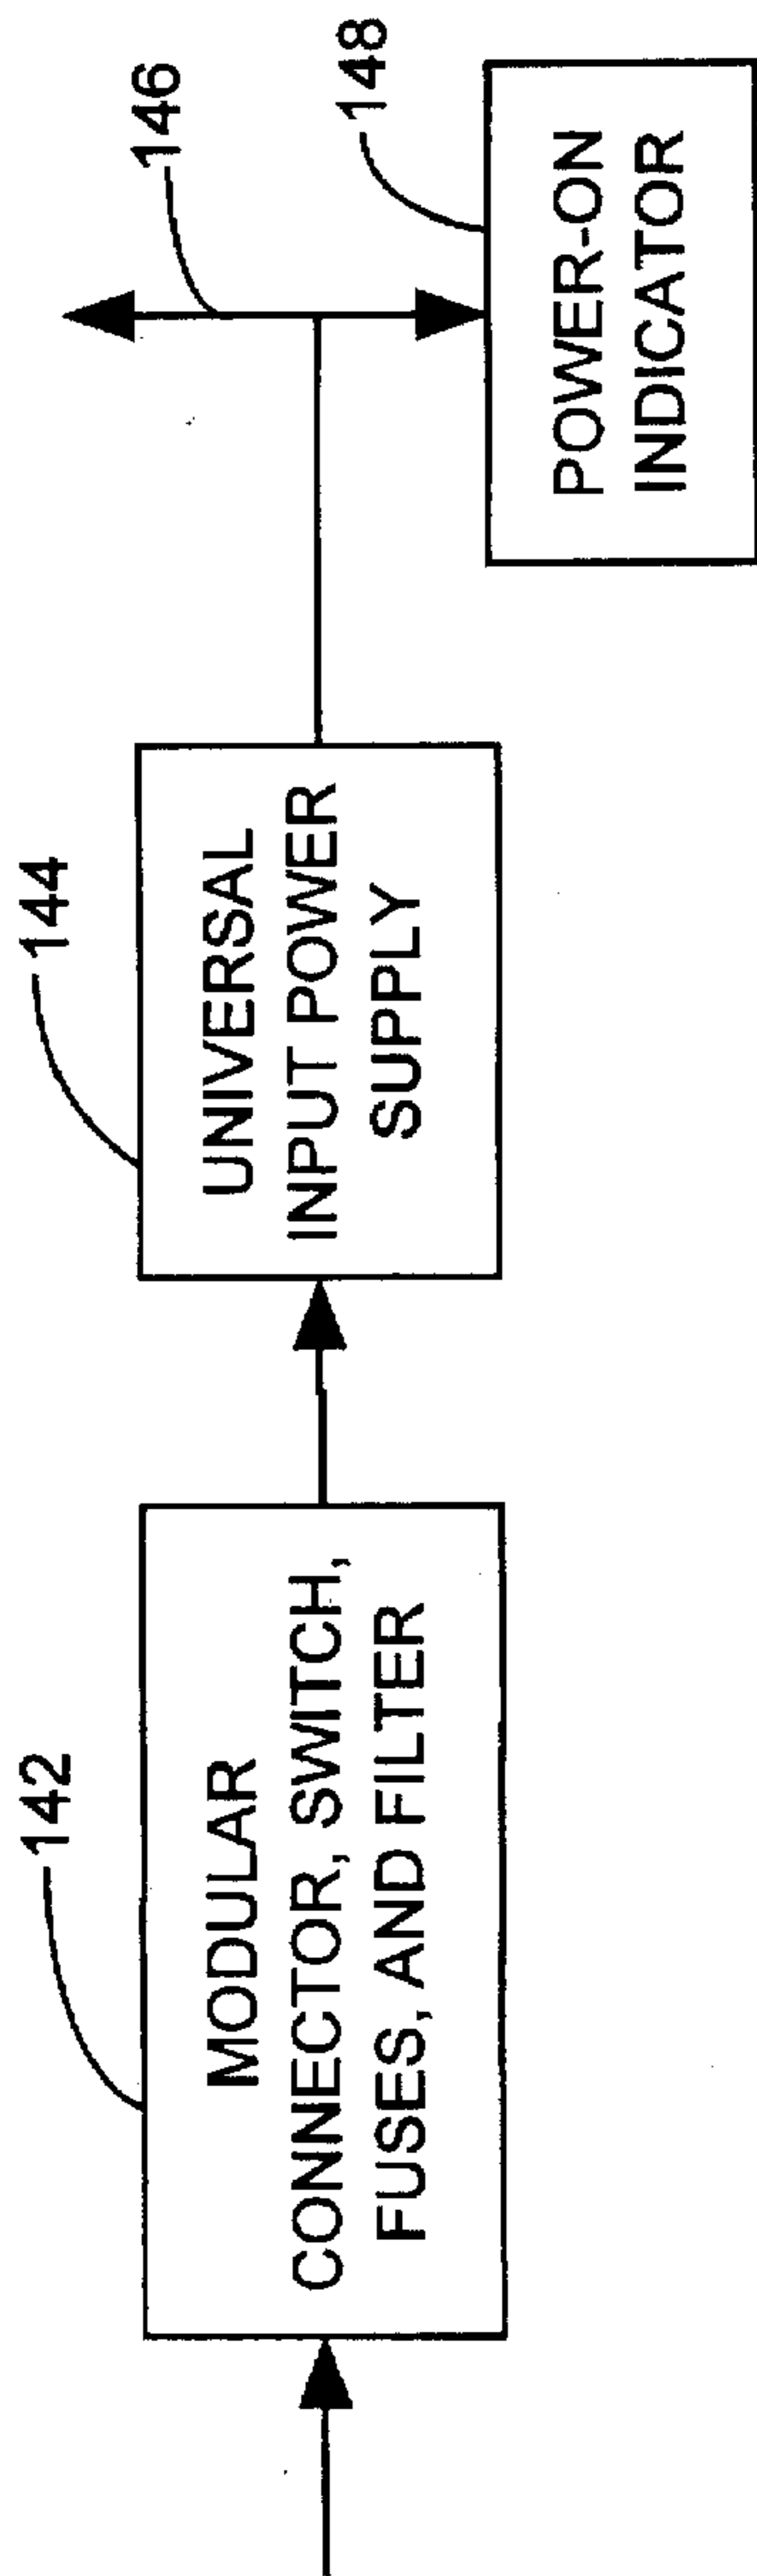 142
MODULAR
CONNECTOR, SWITCH,
FUSES, AND FILTER
144
UNIVERSAL
INPUT POWER
SUPPLY
146
148
POWER-ON
INDICATOR